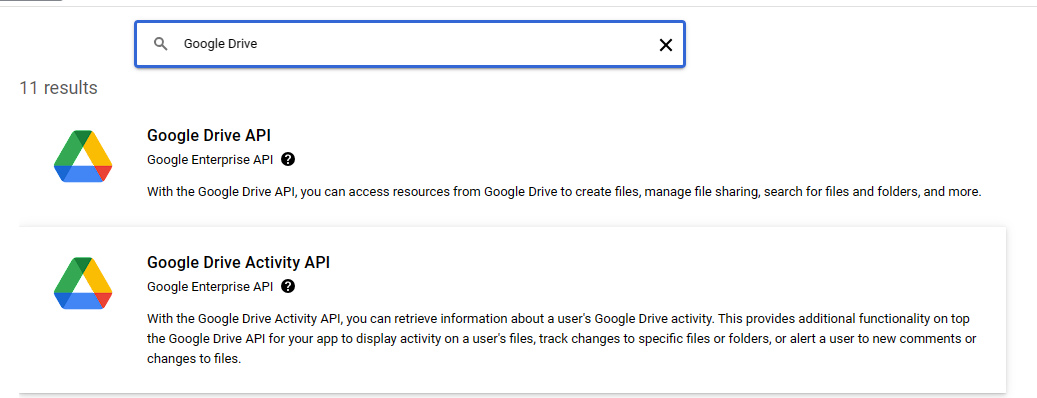 Google Drive
11 results
Google Drive API
Google Enterprise API
With the Google Drive API, you can access resources from Google Drive to create files, manage file sharing, search for files and folders, and more.
Google Drive Activity API
Google Enterprise API
With the Google Drive Activity API, you can retrieve information about a user's Google Drive activity. This provides additional functionality on top
the Google Drive API for your app to display activity on a user's files, track changes to specific files or folders, or alert a user to new comments or
changes to files.